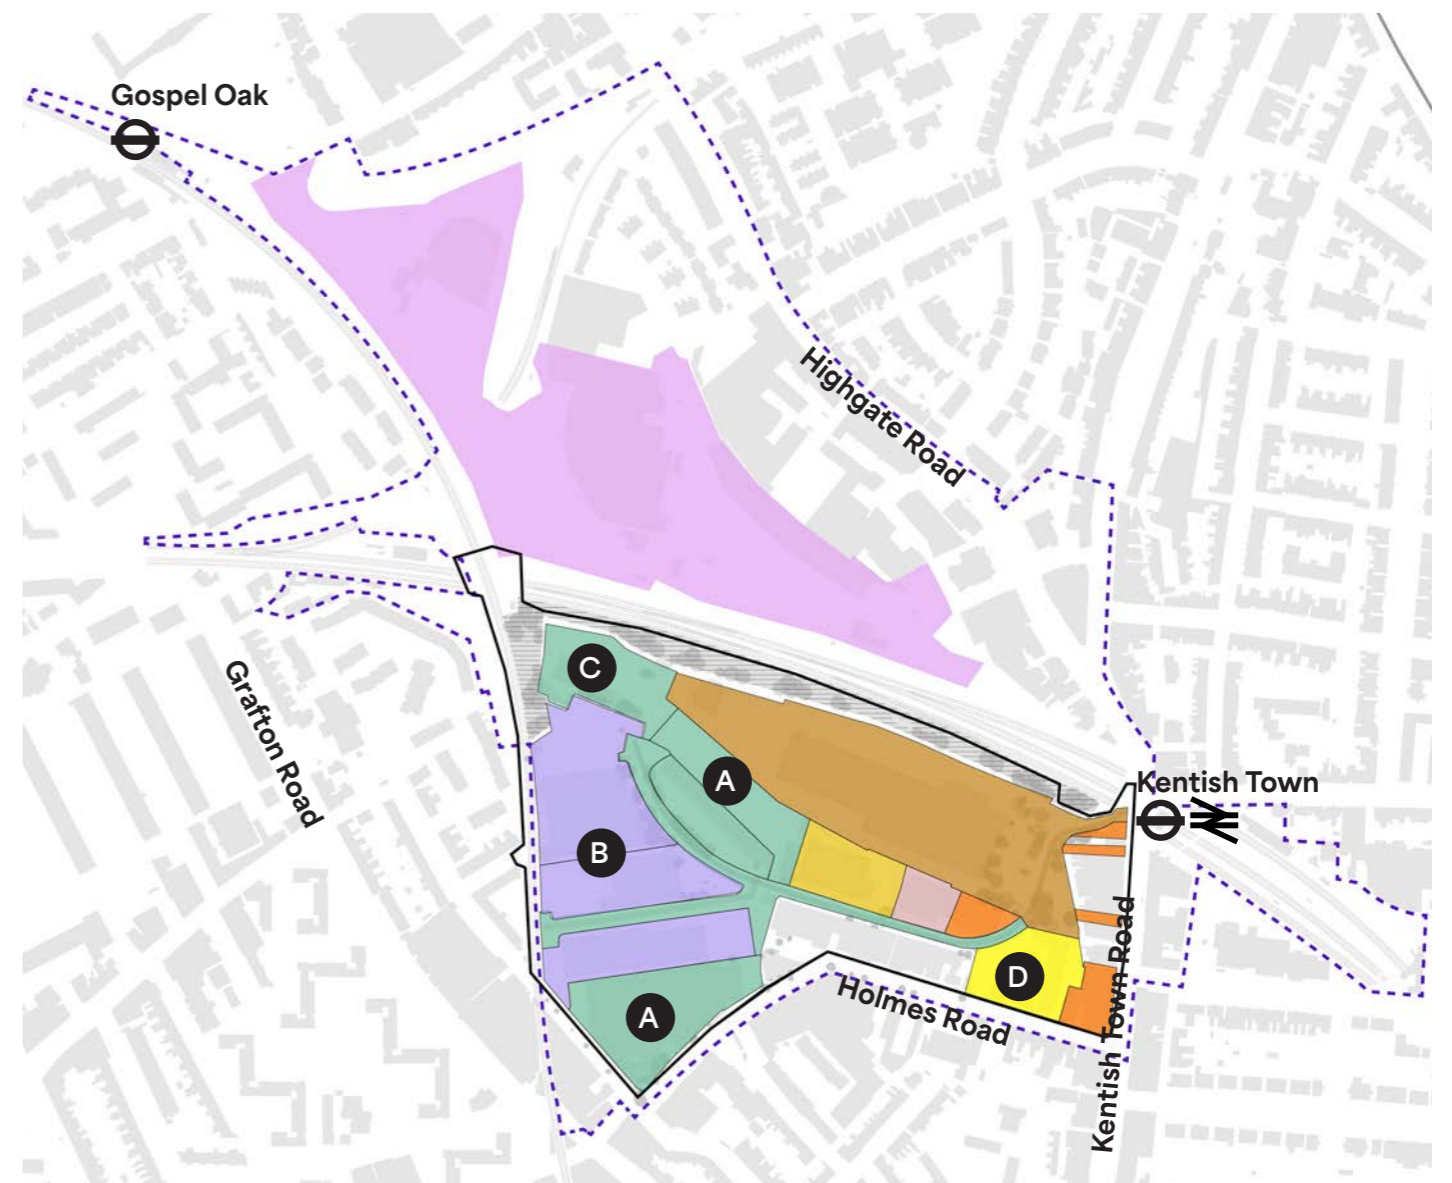 Gospel Oak
Highgate Road
C
Grafton Road
A
Kentish Town
B
D
Holmes Road
A
Kentish Town Road